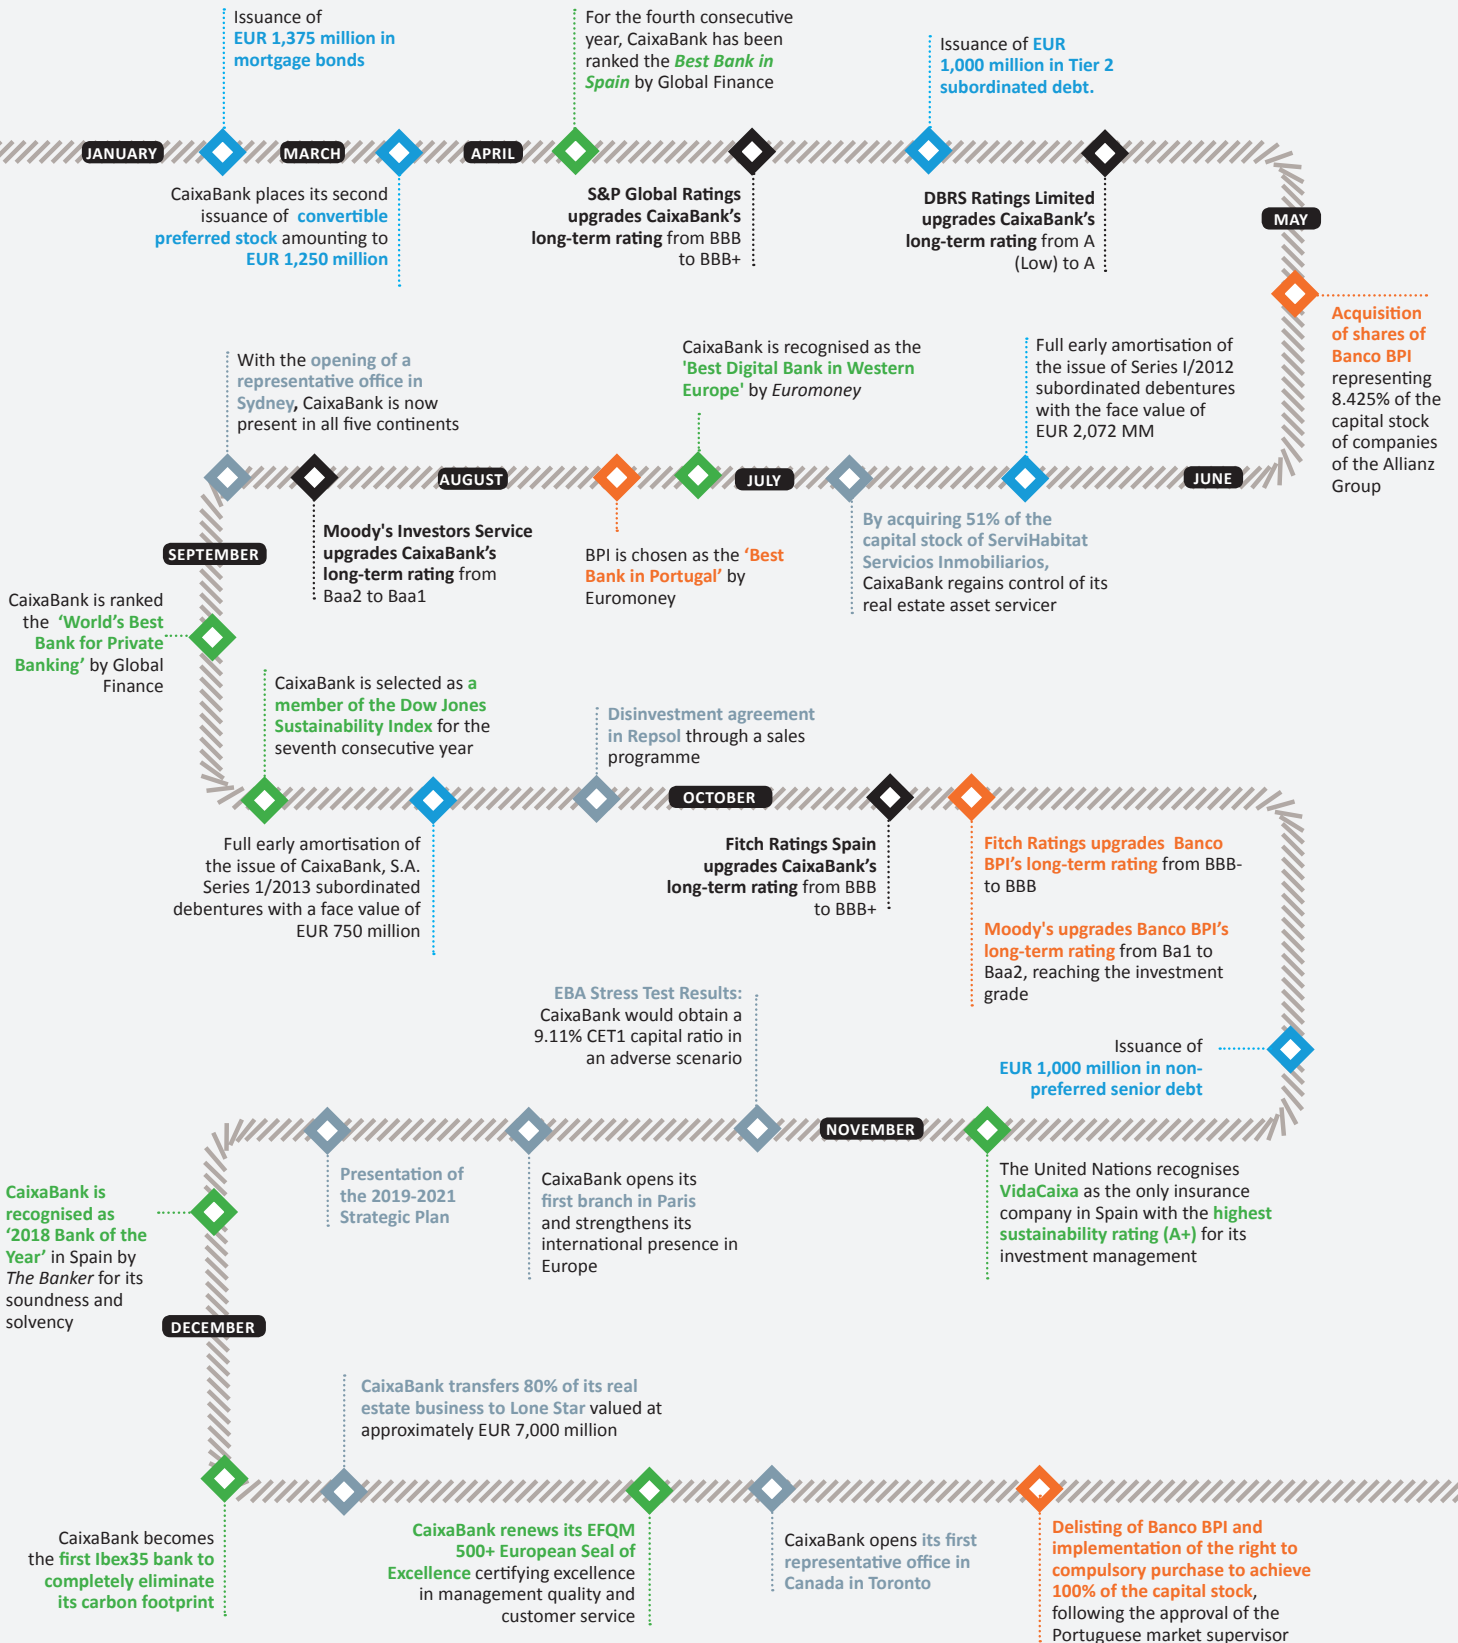 JANUARY
Issuance of
EUR 1,375 million in
mortgage bonds
MARCH
CaixaBank places its second
issuance of convertible
preferred stock amounting to
EUR 1,250 million
APRIL
For the fourth consecutive
year, CaixaBank has been
ranked the Best Bank in
Spain by Global Finance
S&P Global Ratings
upgrades CaixaBank's
long-term rating from BBB
to BBB+
Issuance of EUR
1,000 million in Tier 2
subordinated debt.
DBRS Ratings Limited
upgrades CaixaBank's
long-term rating from A
(Low) to A
MAY
Acquisition
of shares of
Banco BPI
representing
8.425% of the
capital stock
of companies
of the Allianz
Group
JUNE
Full early amortisation of
the issue of Series I/2012
subordinated debentures
with the face value of
EUR 2,072 MM
By acquiring 51% of the
capital stock of ServiHabitat
Servicios Inmobiliarios,
CaixaBank regains control of its
real estate asset servicer
JULY
CaixaBank is recognised as the
'Best Digital Bank in Western
Europe' by Euromoney
BPI is chosen as the ‘Best
Bank in Portugal’ by
Euromoney
AUGUST
Moody's Investors Service
upgrades CaixaBank’s
long-term rating from
Baa2 to Baa1
With the opening of a
representative office in
Sydney, CaixaBank is now
present in all five continents
SEPTEMBER
CaixaBank is ranked
the ‘World’s Best
Bank for Private
Banking’ by Global
Finance
CaixaBank is selected as a
member of the Dow Jones
Sustainability Index for the
seventh consecutive year
Full early amortisation of
the issue of CaixaBank, S.A.
Series 1/2013 subordinated
debentures with a face value of
EUR 750 million
Disinvestment agreement
in Repsol through a sales
programme
OCTOBER
Fitch Ratings Spain
upgrades CaixaBank’s
long-term rating from BBB
to BBB+
Fitch Ratings upgrades Banco
BPI’s long-term rating from BBB-
to BBB
Moody's upgrades Banco BPI’s
long-term rating from Ba1 to
Baa2, reaching the investment
grade
Issuance of
EUR 1,000 million in non-
preferred senior debt
The United Nations recognises
VidaCaixa as the only insurance
company in Spain with the highest
sustainability rating (A+) for its
investment management
NOVEMBER
EBA Stress Test Results:
CaixaBank would obtain a
9.11% CET1 capital ratio in
an adverse scenario
CaixaBank opens its
first branch in Paris
and strengthens its
international presence in
Europe
Presentation of
the 2019-2021
Strategic Plan
CaixaBank is
recognised as
‘2018 Bank of the
Year’ in Spain by
The Banker for its
soundness and
solvency
DECEMBER
CaixaBank becomes
the first Ibex35 bank to
completely eliminate
its carbon footprint
CaixaBank transfers 80% of its real
estate business to Lone Star valued at
approximately EUR 7,000 million
CaixaBank renews its EFQM
500+ European Seal of
Excellence certifying excellence
in management quality and
customer service
CaixaBank opens its first
representative office in
Canada in Toronto
Delisting of Banco BPI and
implementation of the right to
compulsory purchase to achieve
100% of the capital stock,
following the approval of the
Portuguese market supervisor